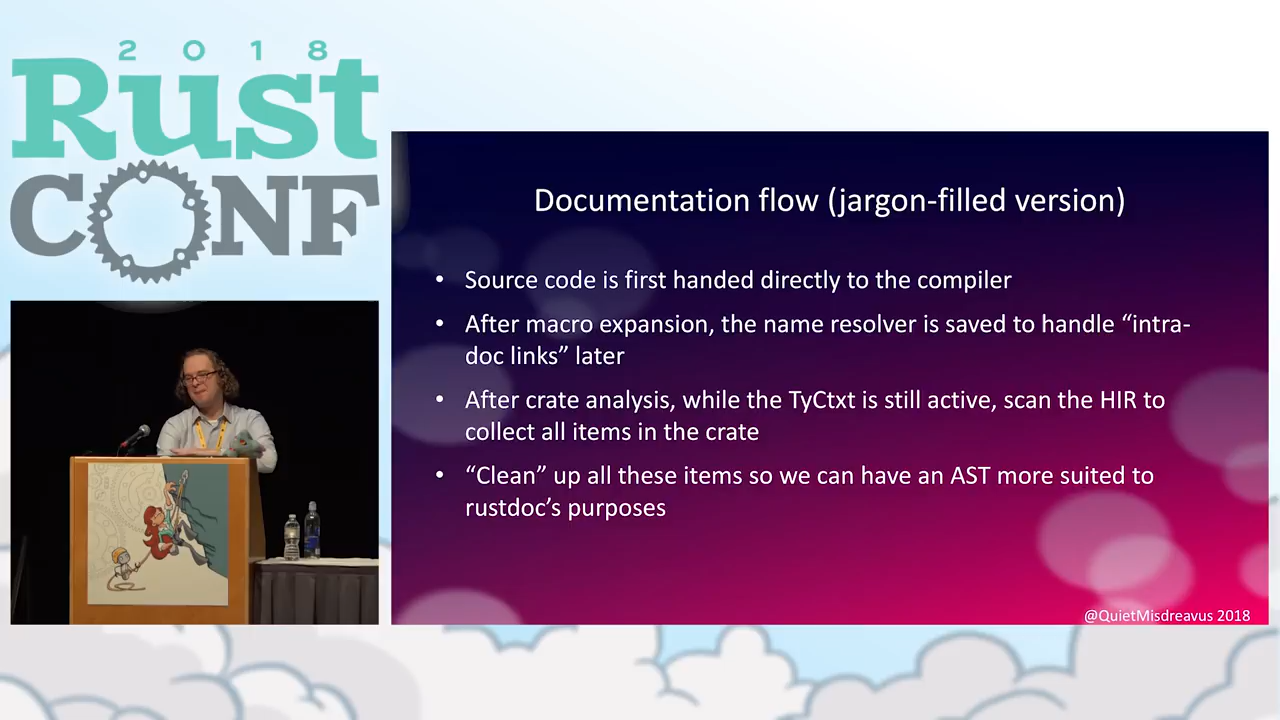 2018
Rust
CONF
Documentation flow (jargon-filled version)
• Source code is first handed directly to the compiler
• After macro expansion, the name resolver is saved to handle “intra-
doc links” later
• After crate analysis, while the TyCtxt is still active, scan the HIR to
collect all items in the crate
• “Clean” up all these items so we can have an AST more suited to
rustdoc’s purposes
@QuietMisdreavus 2018